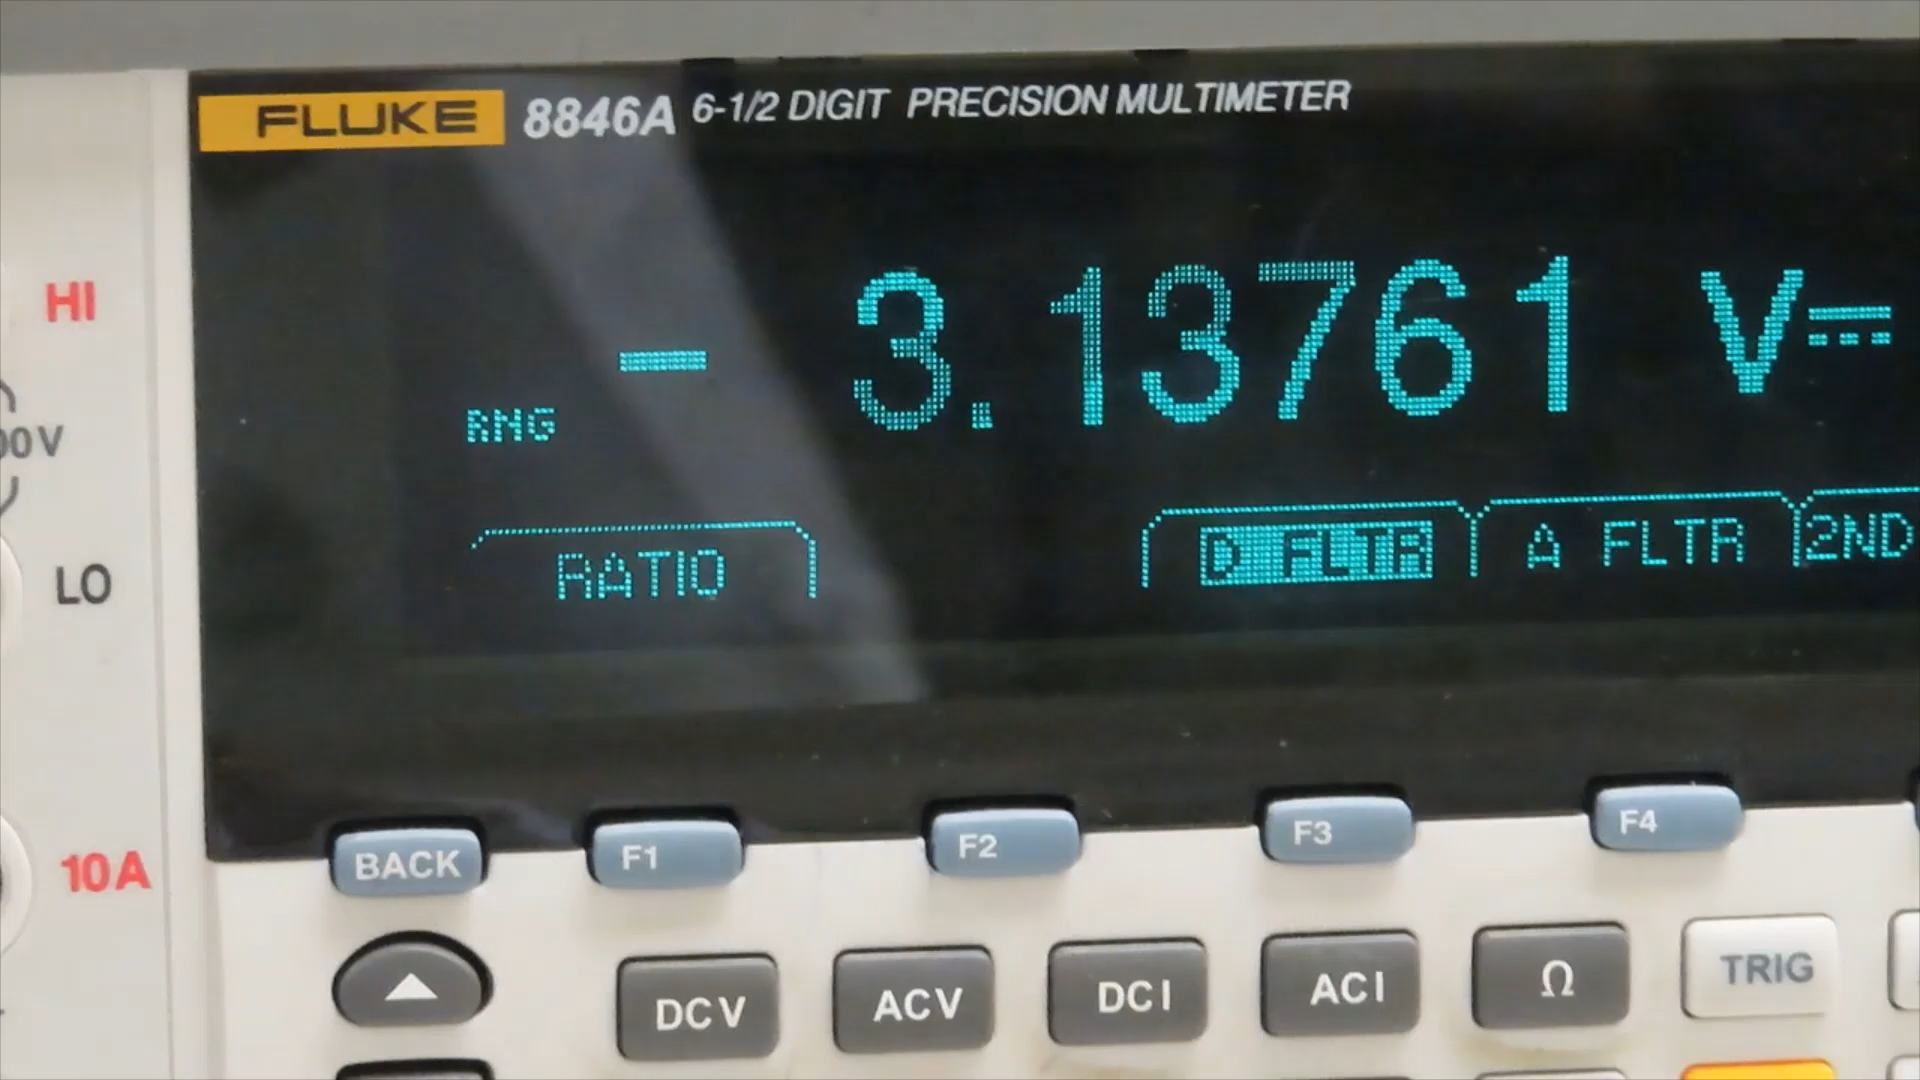 FLUKE 8846A 6-1/2 DIGIT PRECISION MULTIMETER
HI
- 3.13761 V
RNG
00V
RATIO D FLTR A FLTR 2ND
LO
BACK F1 F2 F3 F4
10A
DCV ACV DCI ACI Ω TRIG